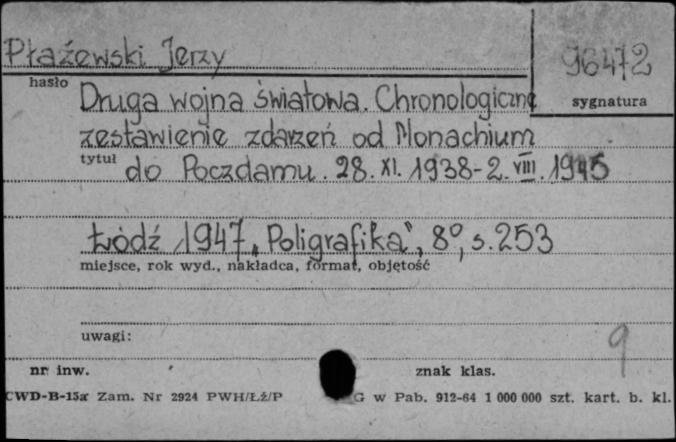 Płażewski Jerzy
96472
hasło
Druga wojna światowa. Chronologiczne
sygnatura
zestawienie zdarzeń od Monachium
tytuł
do Poczdamu. 28. XI. 1938-2. VIII. 1945
Łódź 1947, "Poligrafika", 8°, s. 253
miejsce, rok wyd., nakładca, format, objętość
uwagi:
9
nr inw.
znak klas.
CWD-B-15a Zam. Nr 2924 PWH/Łź/P G w Pab. 912-64 1 000 000 szt. kart. b. kl.